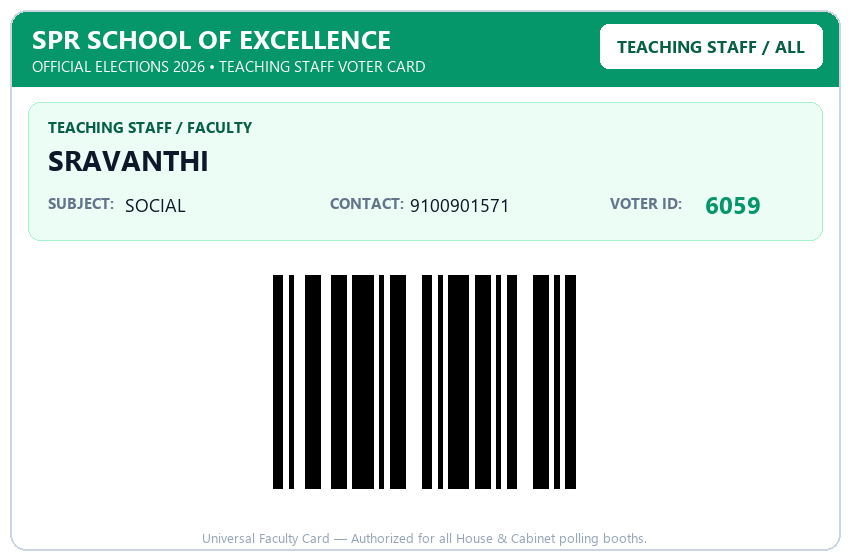 SPR SCHOOL OF EXCELLENCE
OFFICIAL ELECTIONS 2026 • TEACHING STAFF VOTER CARD
TEACHING STAFF / ALL
TEACHING STAFF / FACULTY
SRAVANTHI
SUBJECT: SOCIAL CONTACT: 9100901571 VOTER ID: 6059
Universal Faculty Card — Authorized for all House & Cabinet polling booths.